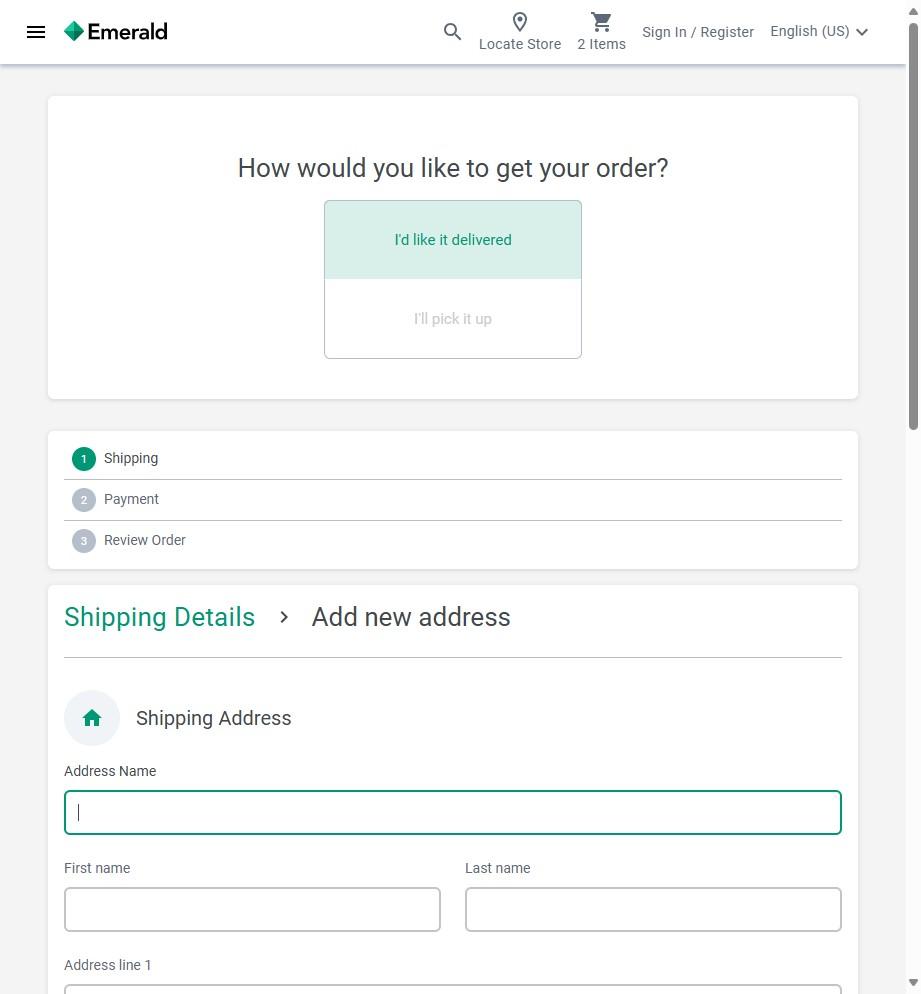 Emerald
Locate Store
2 Items
Sign In / Register
English (US)
How would you like to get your order?
I'd like it delivered
I'll pick it up
1 Shipping
2 Payment
3 Review Order
Shipping Details > Add new address
Shipping Address
Address Name
First name
Last name
Address line 1